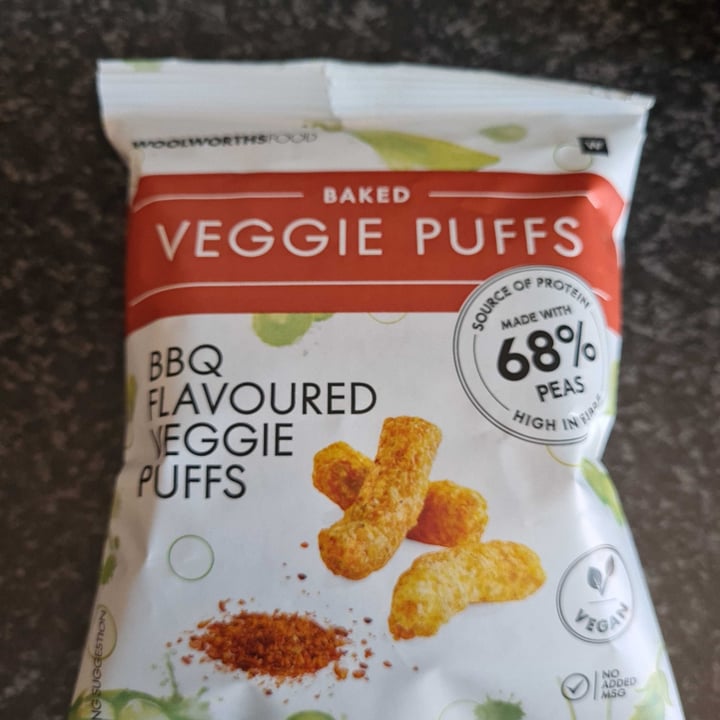 WOOLWORTHSFOOD
W
BAKED
VEGGIE PUFFS
SOURCE OF PROTEIN
MADE WITH
68%
PEAS
HIGH IN FIBRE
BBQ
FLAVOURED
VEGGIE
PUFFS
VEGAN
NO
ADDED
MSG
SUGGESTION)